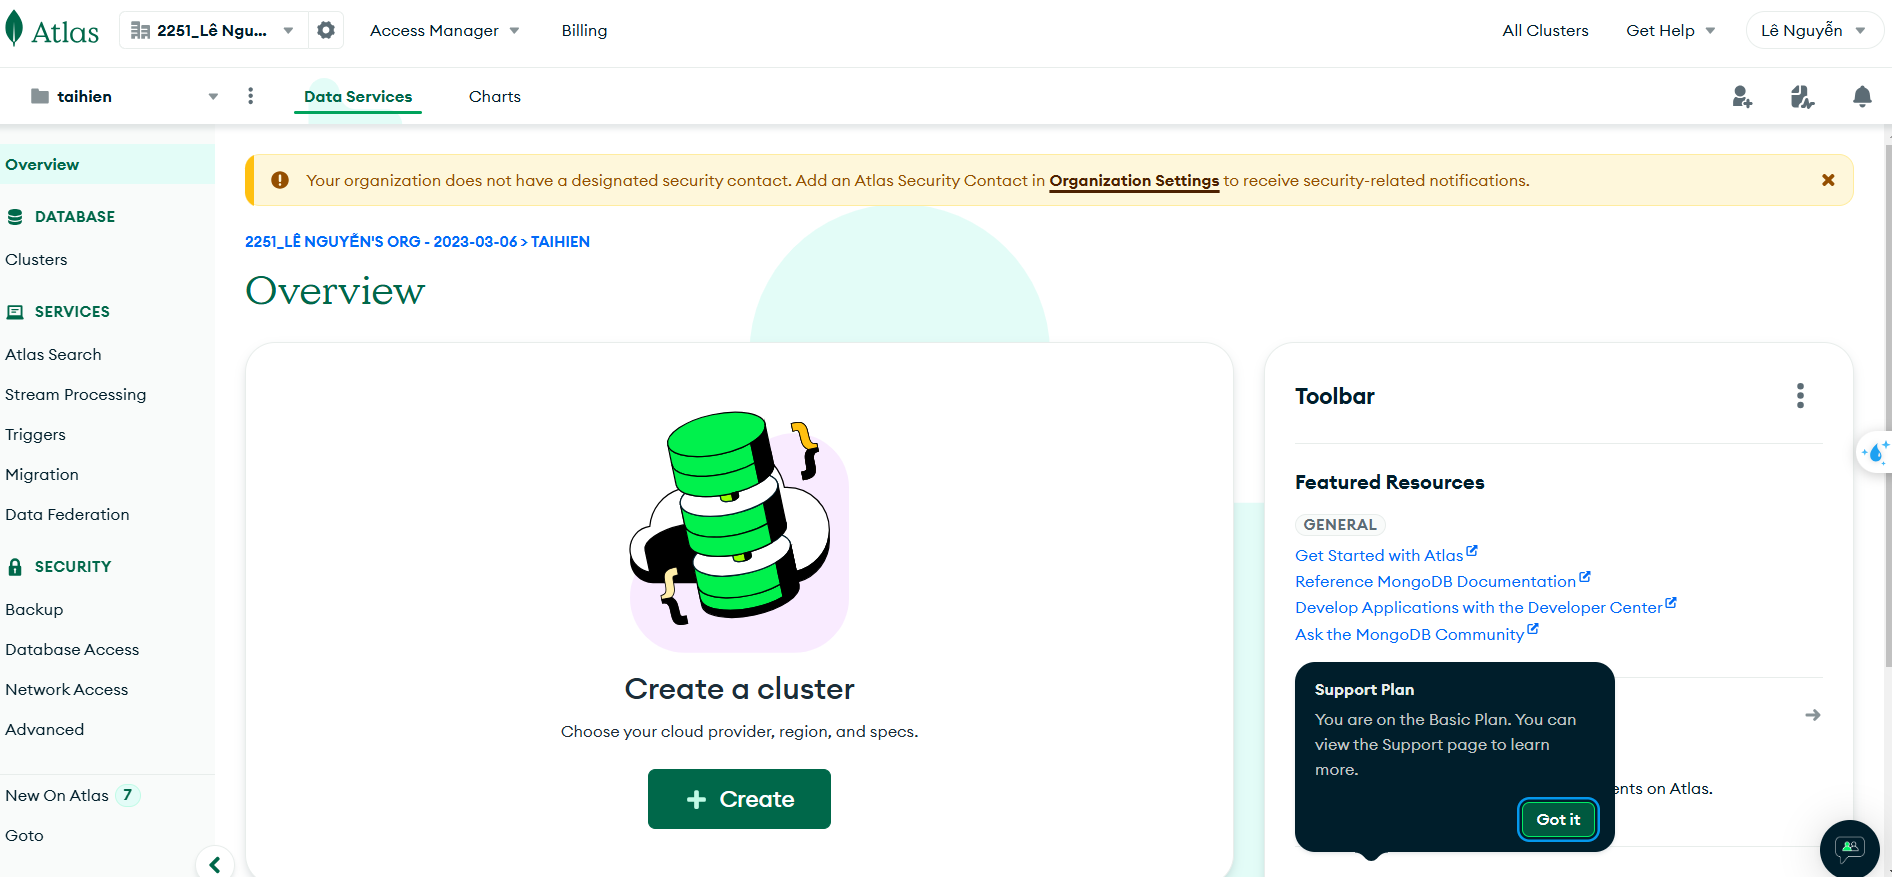 Atlas
2251_Lê Ngu...
Access Manager
Billing
All Clusters
Get Help
Lê Nguyễn
taihien
Data Services
Charts
Overview
DATABASE
Clusters
SERVICES
Atlas Search
Stream Processing
Triggers
Migration
Data Federation
SECURITY
Backup
Database Access
Network Access
Advanced
New On Atlas 7
Goto
Your organization does not have a designated security contact. Add an Atlas Security Contact in Organization Settings to receive security-related notifications.
2251_LÊ NGUYỄN'S ORG - 2023-03-06 > TAIHIEN
Overview
Create a cluster
Choose your cloud provider, region, and specs.
+ Create
Toolbar
Featured Resources
GENERAL
Get Started with Atlas
Reference MongoDB Documentation
Develop Applications with the Developer Center
Ask the MongoDB Community
Support Plan
You are on the Basic Plan. You can
view the Support page to learn
more.
Got it
on Atlas.